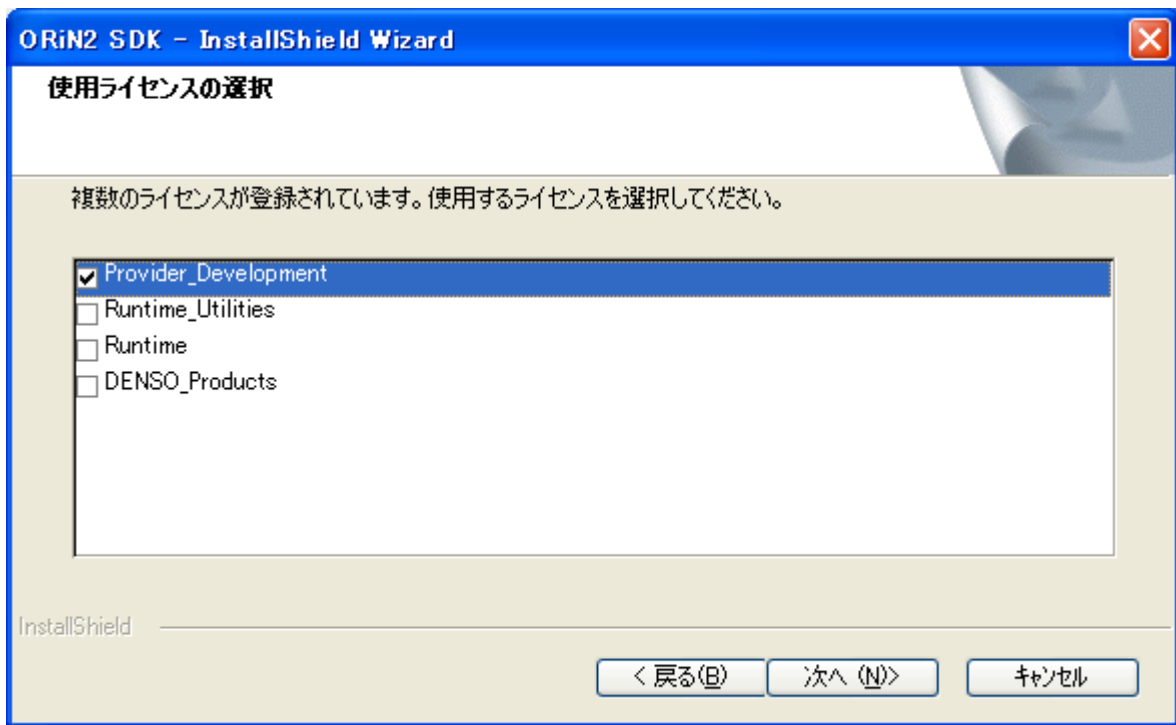 ORiN2 SDK - InstallShield Wizard
使用ライセンスの選択
複数のライセンスが登録されています。使用するライセンスを選択してください。
Provider_Development
Runtime_Utilities
Runtime
DENSO_Products
InstallShield
< 戻る(B)
次へ (N)>
キャンセル